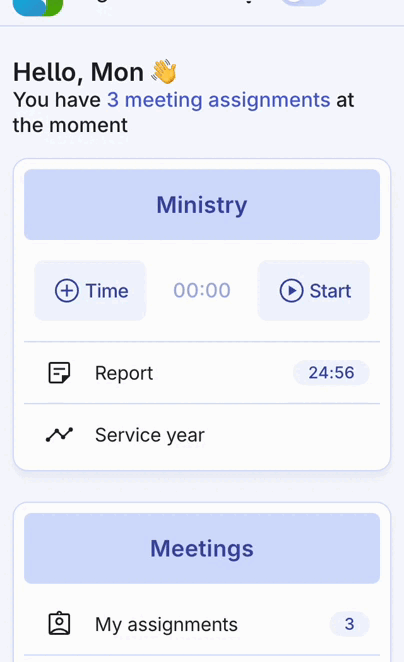 Hello, Mon 👋
You have 3 meeting assignments at
the moment
Ministry
Time
00:00
Start
Report
24:56
Service year
Meetings
My assignments
3